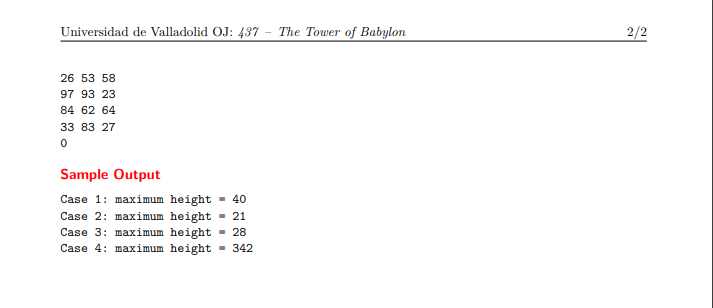 Universidad de Valladolid OJ: 437 – The Tower of Babylon 2/2
26 53 58
97 93 23
84 62 64
33 83 27
0
Sample Output
Case 1: maximum height = 40
Case 2: maximum height = 21
Case 3: maximum height = 28
Case 4: maximum height = 342